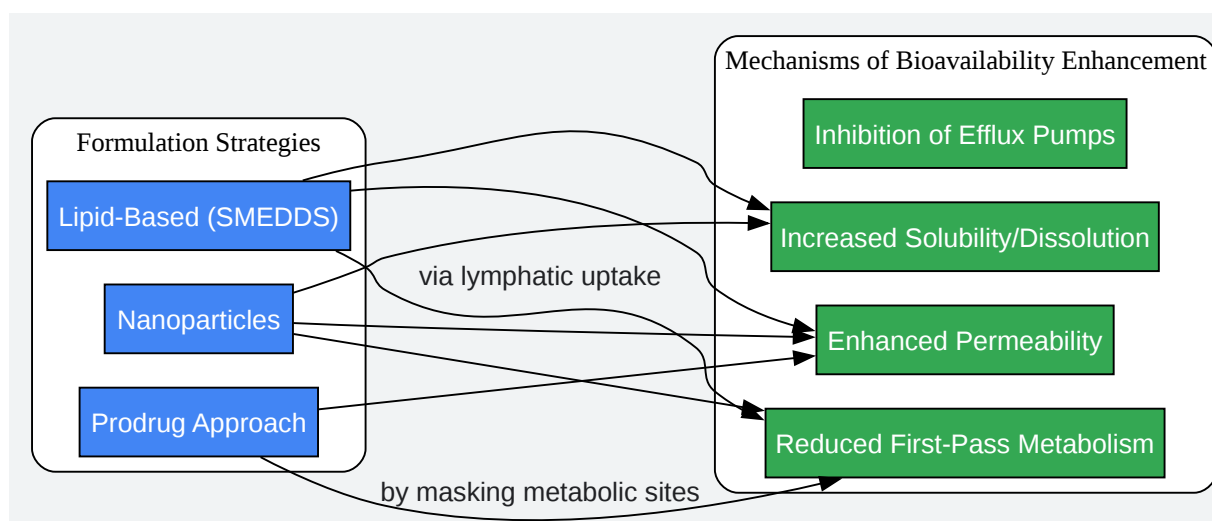 Formulation Strategies
Lipid-Based (SMEDDS)
Nanoparticles
Prodrug Approach
via lymphatic uptake
by masking metabolic sites
Mechanisms of Bioavailability Enhancement
Inhibition of Efflux Pumps
Increased Solubility/Dissolution
Enhanced Permeability
Reduced First-Pass Metabolism